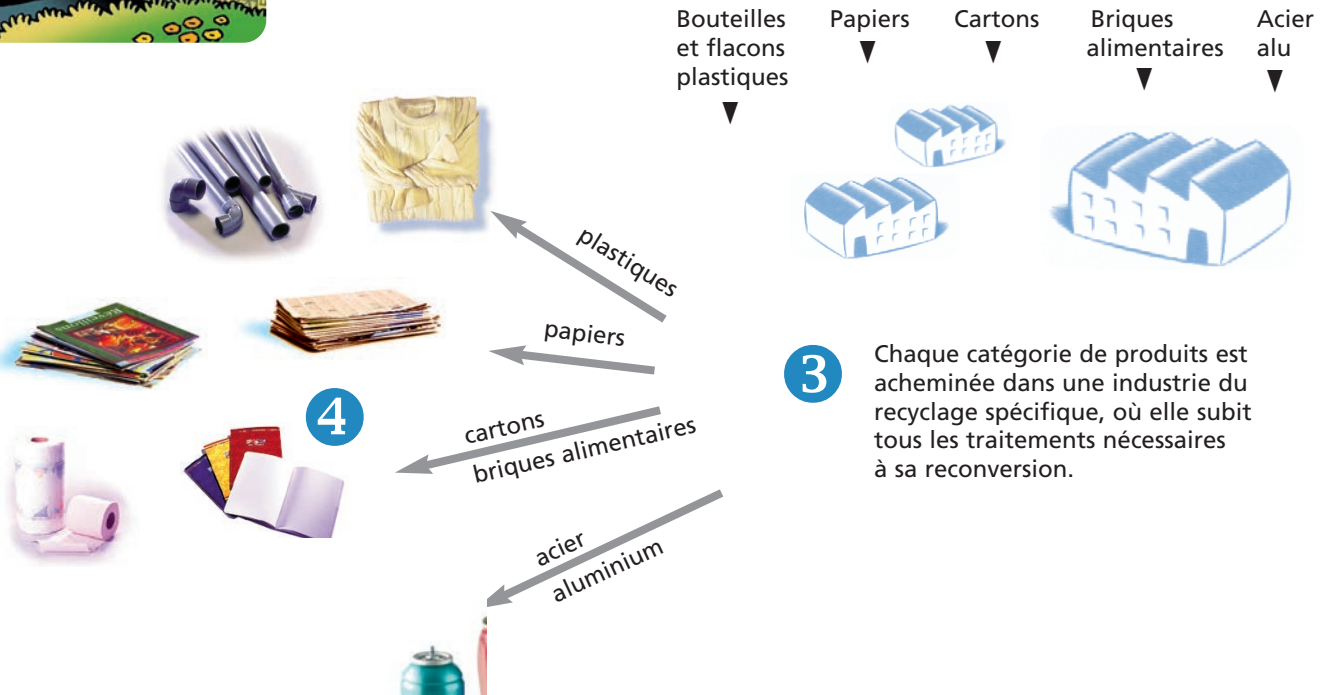 Bouteilles
et flacons
plastiques
Papiers
Cartons
Briques
alimentaires
Acier
alu
plastiques
papiers
cartons
briques alimentaires
acier
aluminium
Réveillons
4
3
Chaque catégorie de produits est
acheminée dans une industrie du
recyclage spécifique, où elle subit
tous les traitements nécessaires
à sa reconversion.